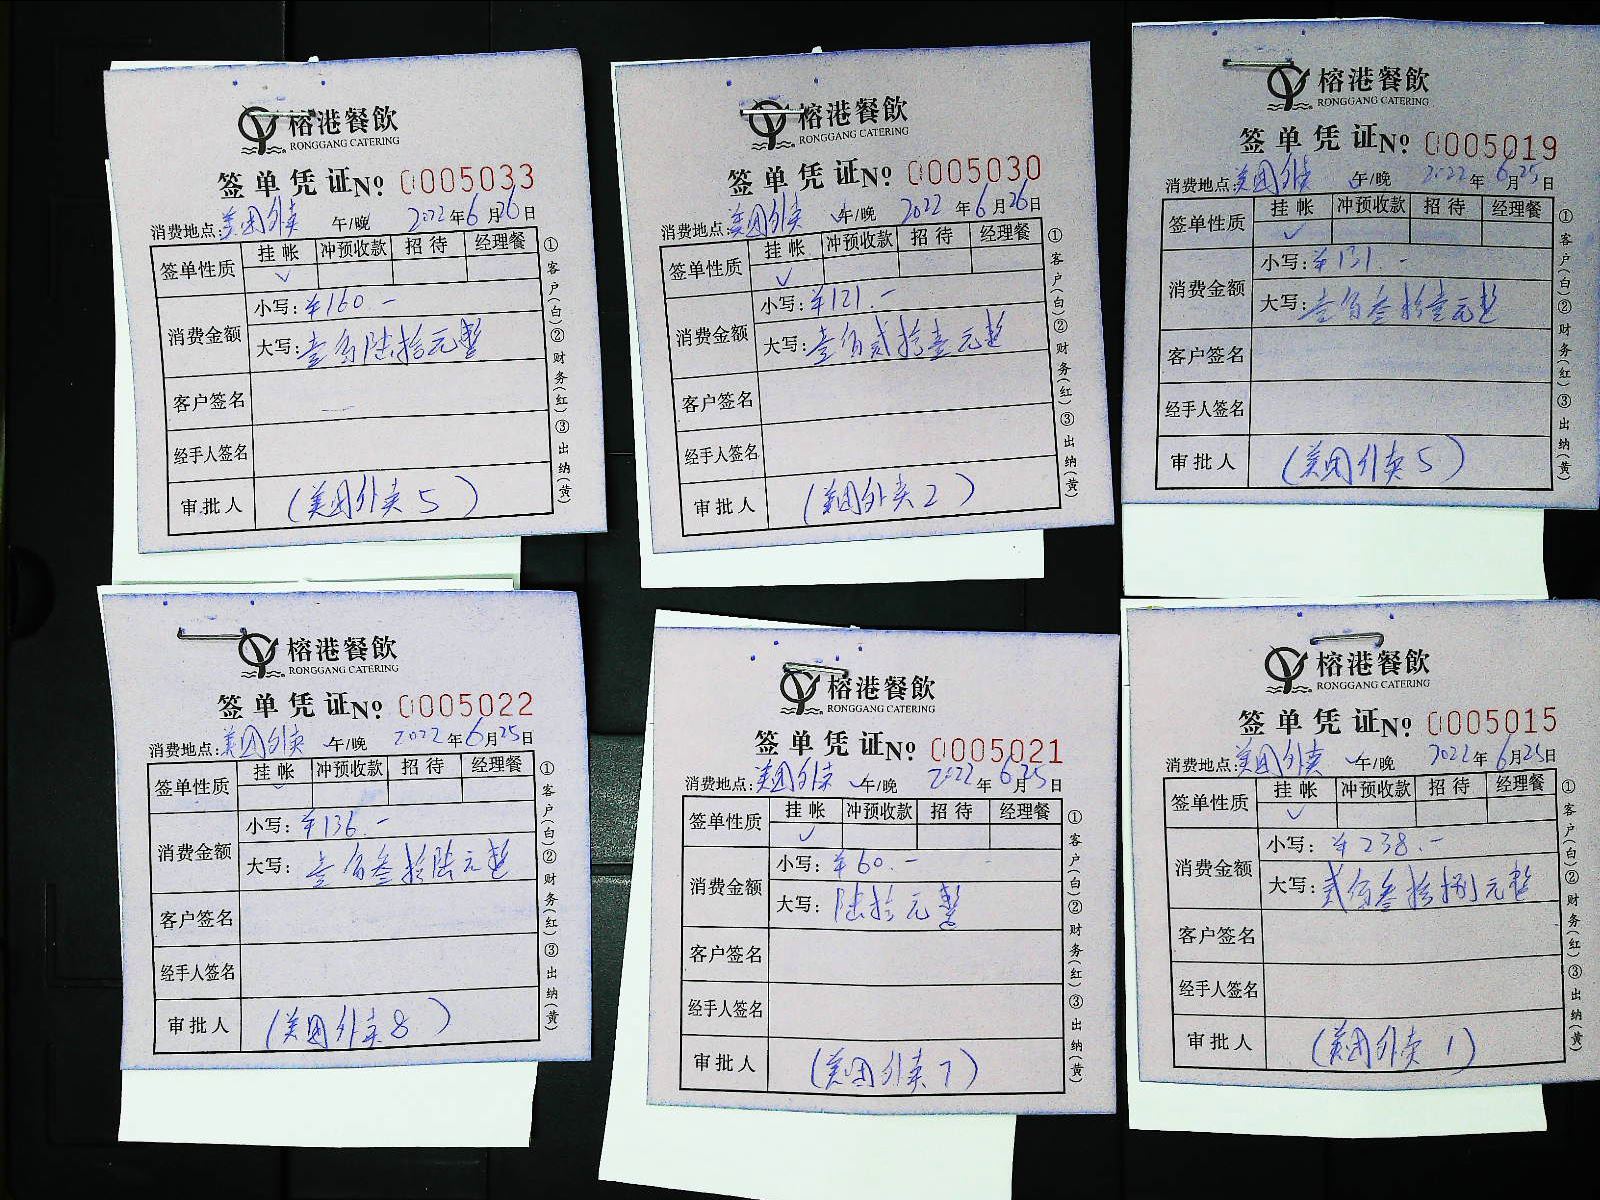 榕港餐飲
RONGGANG CATERING
签单凭证№ 0005033
消费地点:美团外卖 午/晚 2022年6月26日
签单性质 挂帐 冲预收款 招待 经理餐
✓
消费金额 小写:¥160.-
大写:壹佰陆拾元整
客户签名
经手人签名
审批人 (美团外卖5)
①客户(白)②财务(红)③出纳(黄)
榕港餐飲
RONGGANG CATERING
签单凭证№ 0005030
消费地点:美团外卖 ✓午/晚 2022年6月26日
签单性质 挂帐 冲预收款 招待 经理餐
✓
消费金额 小写:¥121.-
大写:壹佰贰拾壹元整
客户签名
经手人签名
审批人 (美团外卖2)
①客户(白)②财务(红)③出纳(黄)
榕港餐飲
RONGGANG CATERING
签单凭证№ 0005019
消费地点:美团外卖 ✓午/晚 2022年6月25日
签单性质 挂帐 冲预收款 招待 经理餐
✓
消费金额 小写:¥131.-
大写:壹佰叁拾壹元整
客户签名
经手人签名
审批人 (美团外卖5)
①客户(白)②财务(红)③出纳(黄)
榕港餐飲
RONGGANG CATERING
签单凭证№ 0005022
消费地点:美团外卖 ✓午/晚 2022年6月25日
签单性质 挂帐 冲预收款 招待 经理餐
✓
消费金额 小写:¥136.-
大写:壹佰叁拾陆元整
客户签名
经手人签名
审批人 (美团外卖8)
①客户(白)②财务(红)③出纳(黄)
榕港餐飲
RONGGANG CATERING
签单凭证№ 0005021
消费地点:美团外卖 ✓午/晚 2022年6月25日
签单性质 挂帐 冲预收款 招待 经理餐
✓
消费金额 小写:¥60.-
大写:陆拾元整
客户签名
经手人签名
审批人 (美团外卖7)
①客户(白)②财务(红)③出纳(黄)
榕港餐飲
RONGGANG CATERING
签单凭证№ 0005015
消费地点:美团外卖 ✓午/晚 2022年6月25日
签单性质 挂帐 冲预收款 招待 经理餐
✓
消费金额 小写:¥238.-
大写:贰佰叁拾捌元整
客户签名
经手人签名
审批人 (美团外卖1)
①客户(白)②财务(红)③出纳(黄)